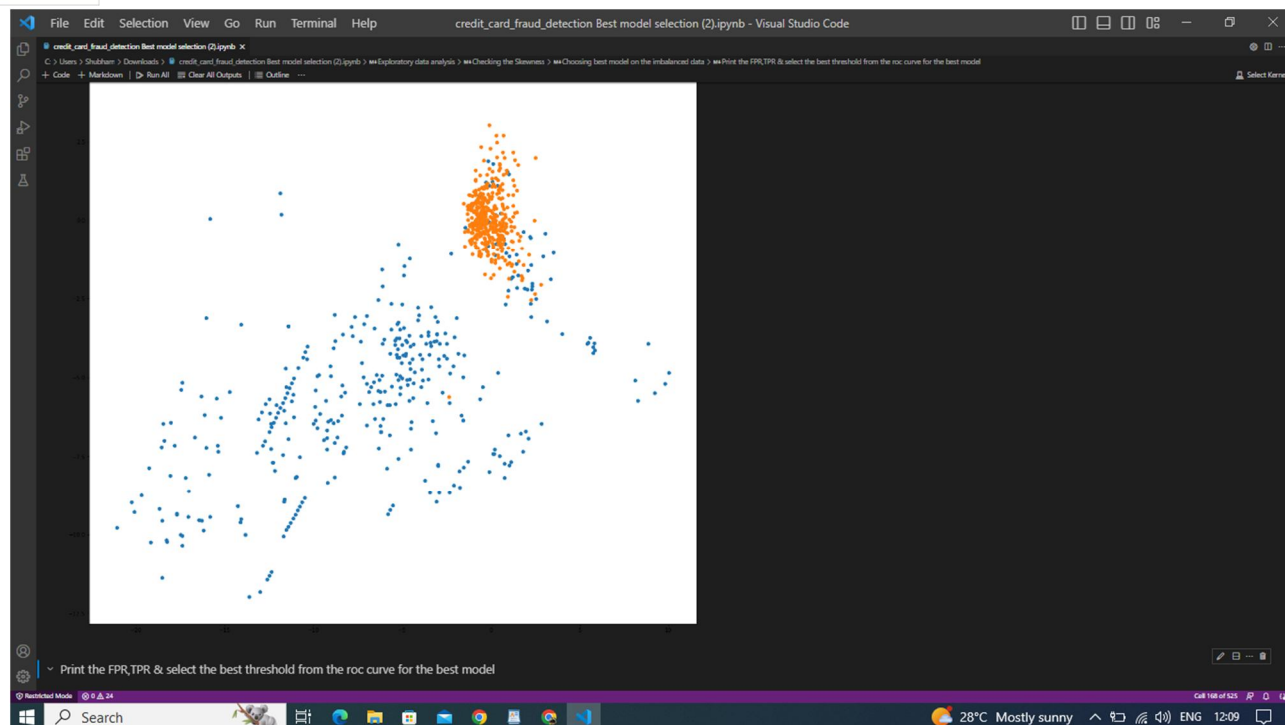 File Edit Selection View Go Run Terminal Help credit_card_fraud_detection Best model selection (2).ipynb - Visual Studio Code
credit_card_fraud_detection Best model selection (2).ipynb ×
C: > Users > Shubham > Downloads > credit_card_fraud_detection Best model selection (2).ipynb > M↓Exploratory data analysis > M↓Checking the Skewness > M↓Choosing best model on the imbalanced data > M↓Print the FPR,TPR & select the best threshold from the roc curve for the best model
+ Code + Markdown | Run All Clear All Outputs | Outline ... Select Kerne
Print the FPR,TPR & select the best threshold from the roc curve for the best model
Restricted Mode 0 24 Cell 168 of 525
Search 28°C Mostly sunny ENG 12:09